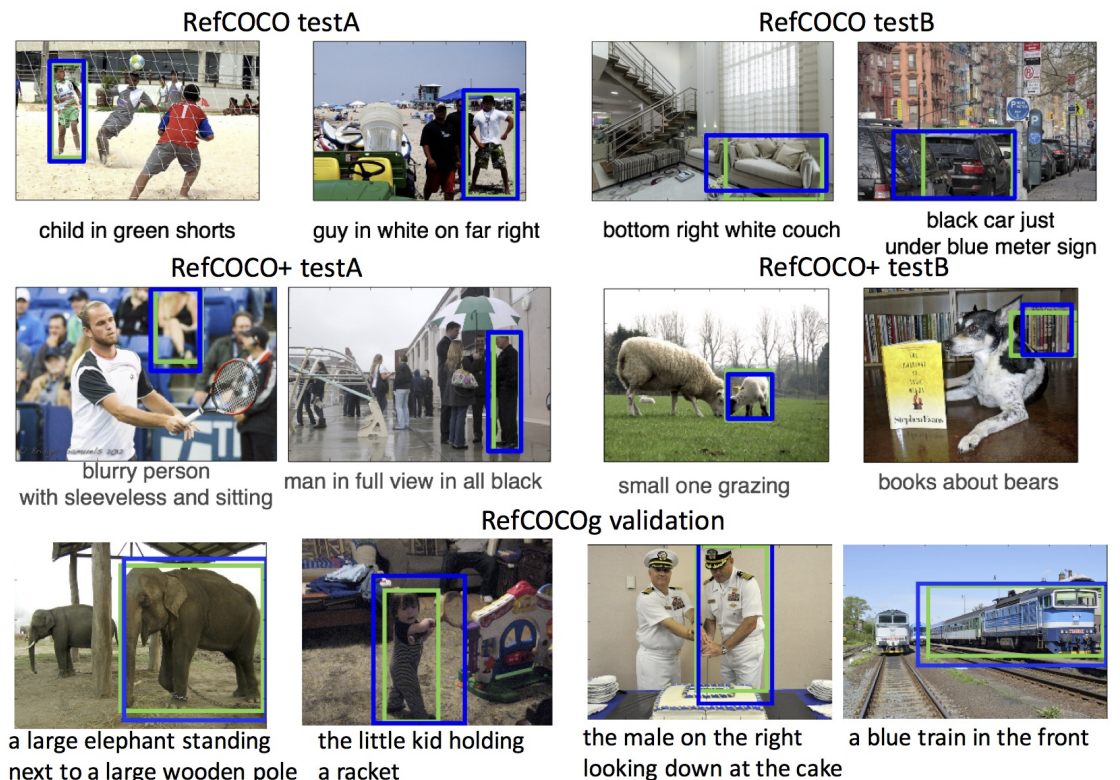 RefCOCO testA
RefCOCO testB
child in green shorts
guy in white on far right
bottom right white couch
black car just
under blue meter sign
RefCOCO+ testA
RefCOCO+ testB
blurry person
with sleeveless and sitting
man in full view in all black
small one grazing
Stephen Evans
books about bears
RefCOCOg validation
a large elephant standing
next to a large wooden pole
the little kid holding
a racket
the male on the right
looking down at the cake
a blue train in the front